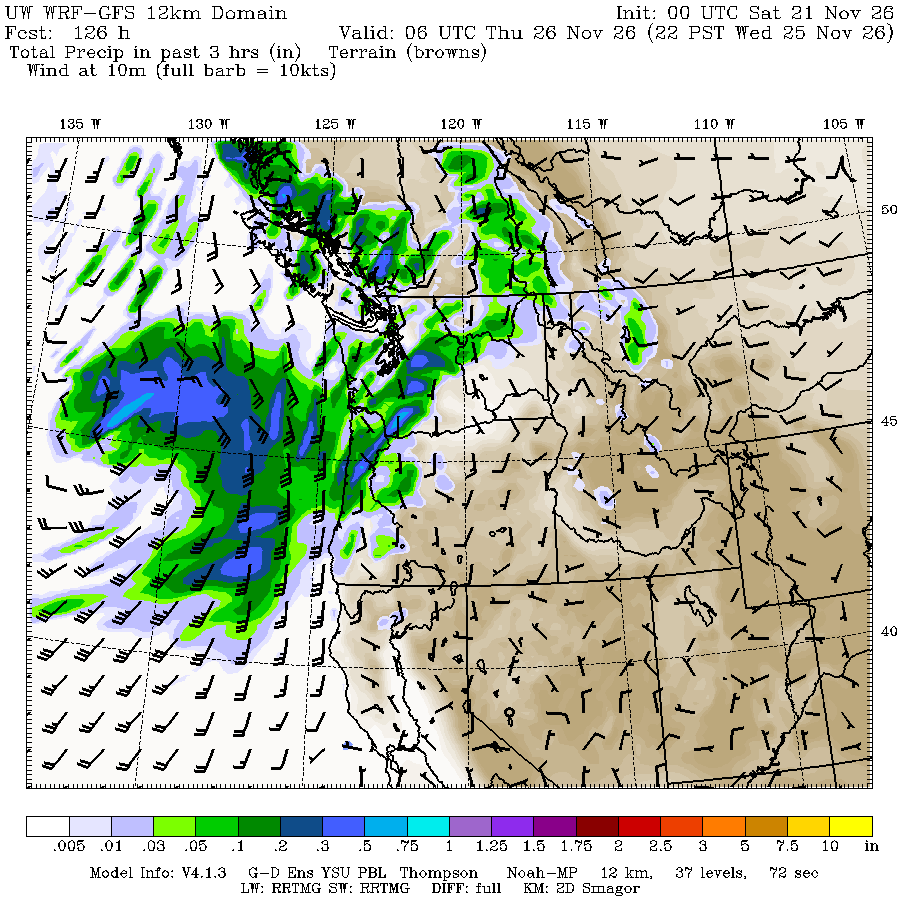 UW WRF-GFS 12km Domain Init: 00 UTC Sat 21 Nov 26
Fcst: 126 h Valid: 06 UTC Thu 26 Nov 26 (22 PST Wed 25 Nov 26)
Total Precip in past 3 hrs (in) Terrain (browns)
Wind at 10m (full barb = 10kts)
135 W 130 W 125 W 120 W 115 W 110 W 105 W
50
45
40
.005 .01 .03 .05 .1 .2 .3 .5 .75 1 1.25 1.5 1.75 2 2.5 3 5 7.5 10 in
Model Info: V4.1.3 G-D Ens YSU PBL Thompson Noah-MP 12 km, 37 levels, 72 sec
LW: RRTMG SW: RRTMG DIFF: full KM: 2D Smagor